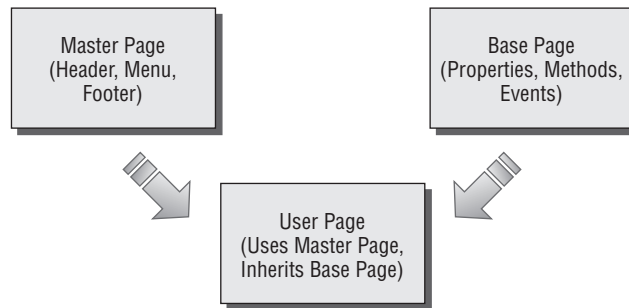 Master Page
(Header, Menu,
Footer)
Base Page
(Properties, Methods,
Events)
User Page
(Uses Master Page,
Inherits Base Page)